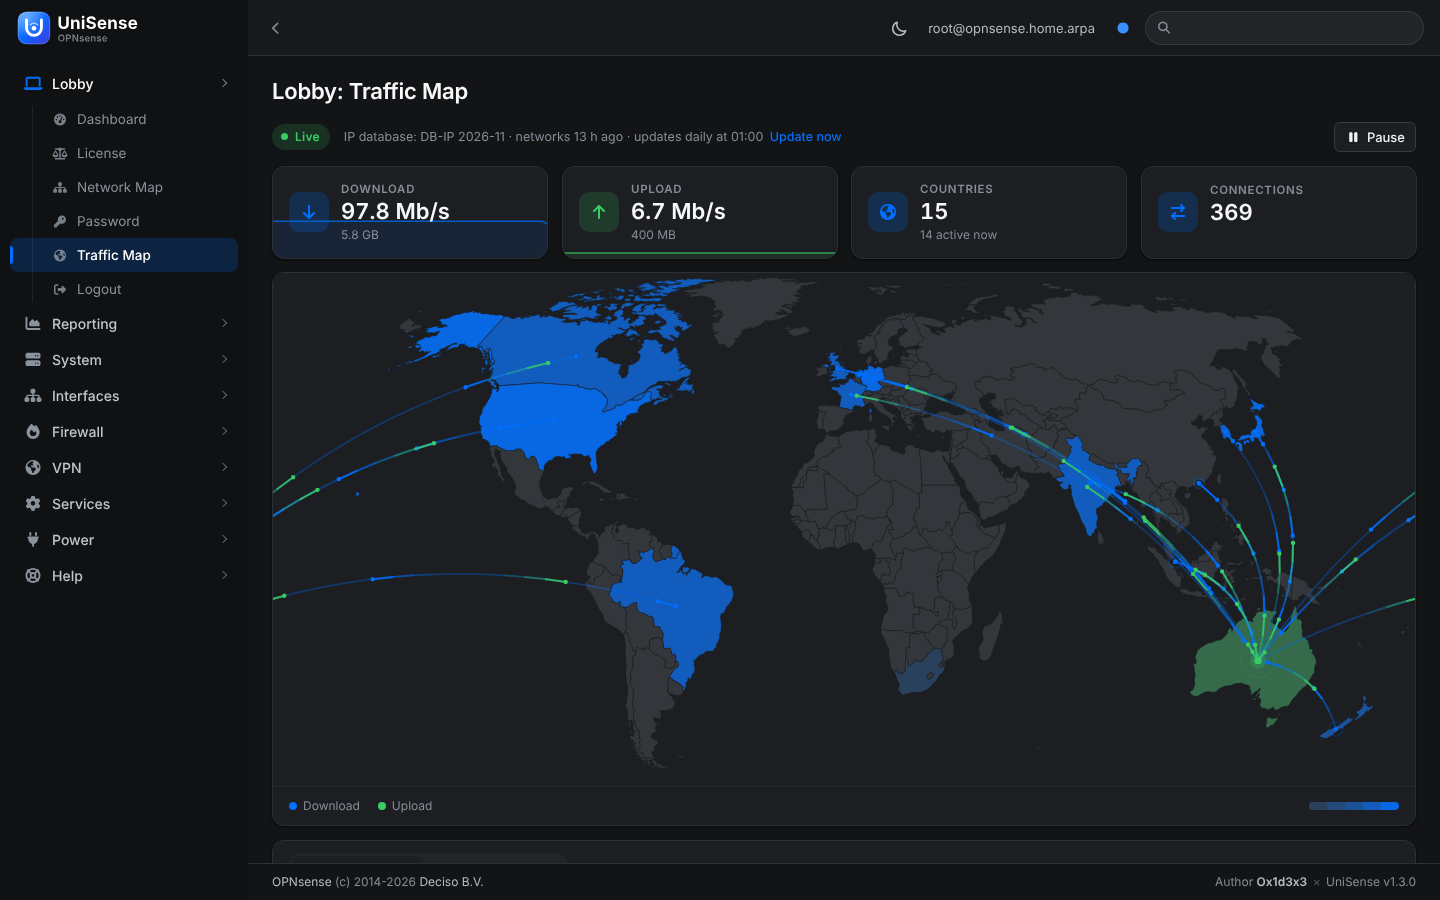 UniSense
OPNsense
root@opnsense.home.arpa
Lobby
Dashboard
License
Network Map
Password
Traffic Map
Logout
Reporting
System
Interfaces
Firewall
VPN
Services
Power
Help
Lobby: Traffic Map
Live
IP database: DB-IP 2026-11 · networks 13 h ago · updates daily at 01:00 Update now
Pause
DOWNLOAD
97.8 Mb/s
5.8 GB
UPLOAD
6.7 Mb/s
400 MB
COUNTRIES
15
14 active now
CONNECTIONS
369
Download
Upload
OPNsense (c) 2014-2026 Deciso B.V.
Author Ox1d3x3 × UniSense v1.3.0